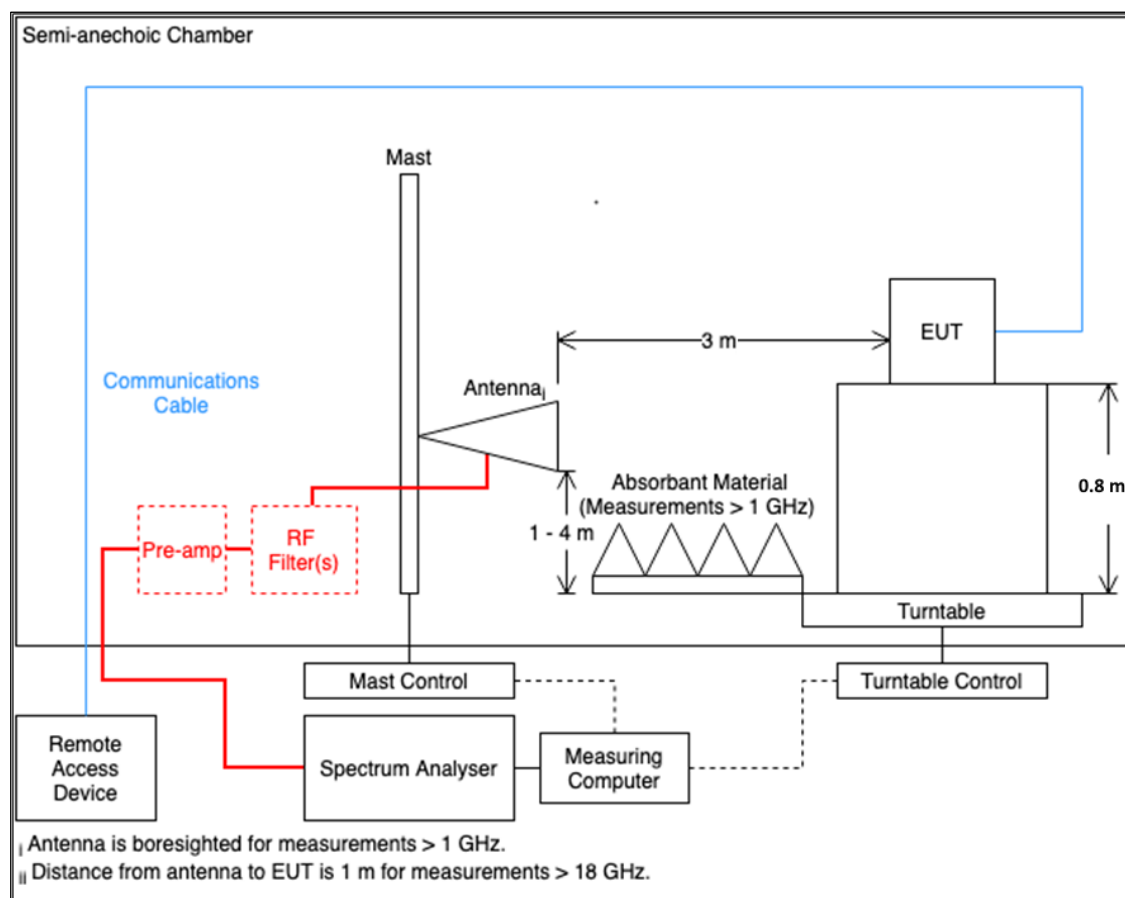 Semi-anechoic Chamber
Mast
EUT
3 m
Communications
Cable
Antennai
Absorbant Material
(Measurements > 1 GHz)
0.8 m
1 - 4 m
Pre-amp
RF
Filter(s)
Turntable
Mast Control
Turntable Control
Remote
Access
Device
Spectrum Analyser
Measuring
Computer
i Antenna is boresighted for measurements > 1 GHz.
ii Distance from antenna to EUT is 1 m for measurements > 18 GHz.